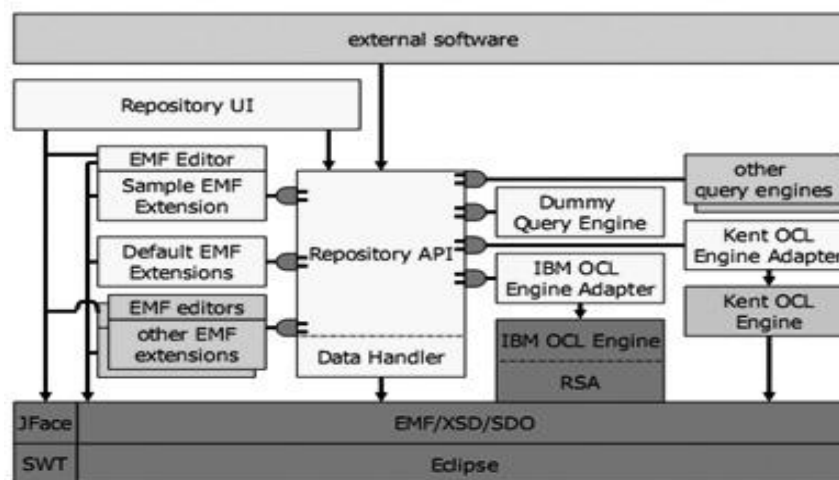 external software
Repository UI
EMF Editor
Sample EMF
Extension
Default EMF
Extensions
EMF editors
other EMF
extensions
Repository API
Data Handler
Dummy
Query Engine
IBM OCL
Engine Adapter
IBM OCL Engine
RSA
other
query engines
Kent OCL
Engine Adapter
Kent OCL
Engine
JFace
EMF/XSD/SDO
SWT
Eclipse